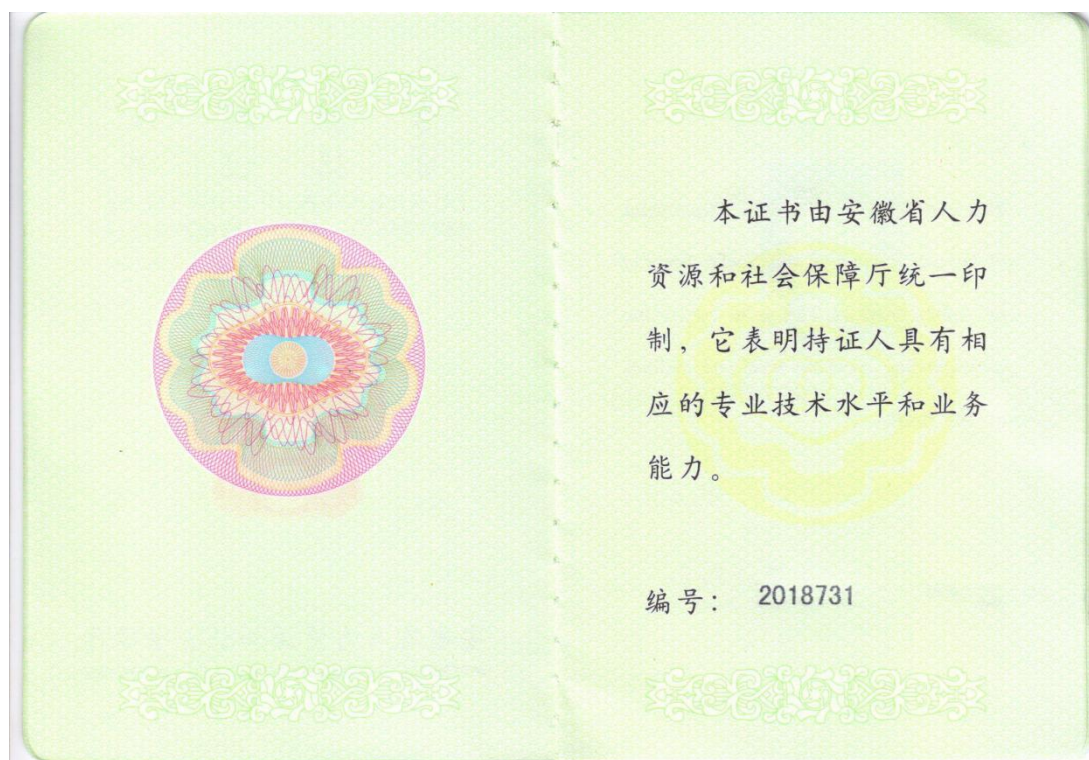 本证书由安徽省人力
资源和社会保障厅统一印
制，它表明持证人具有相
应的专业技术水平和业务
能力。
编号： 2018731